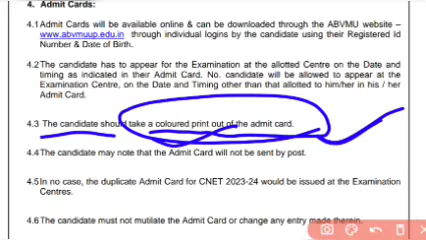 4. Admit Cards:
4.1 Admit Cards will be available online & can be downloaded through the ABVMU website –
www.abvmuup.edu.in through individual logins by the candidate using their Registered Id
Number & Date of Birth.
4.2 The candidate has to appear for the Examination at the allotted Centre on the Date and
timing as indicated in their Admit Card. No. candidate will be allowed to appear at the
Examination Centre, on the Date and Timing other than that allotted to him/her in his / her
Admit Card.
4.3 The candidate should take a coloured print out of the admit card.
4.4 The candidate may note that the Admit Card will not be sent by post.
4.5 In no case, the duplicate Admit Card for CNET 2023-24 would be issued at the Examination
Centres.
4.6 The candidate must not mutilate the Admit Card or change any entry made therein.